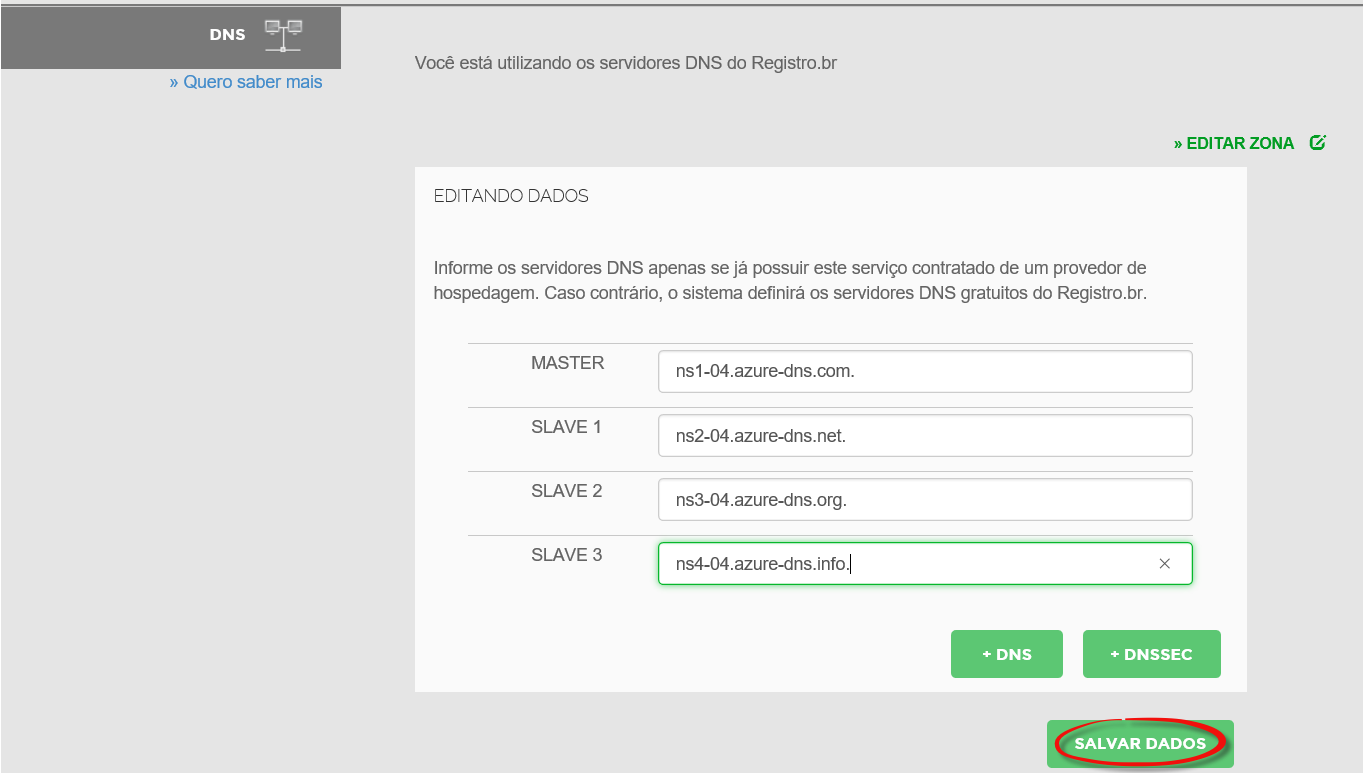 DNS
» Quero saber mais
Você está utilizando os servidores DNS do Registro.br
» EDITAR ZONA
EDITANDO DADOS
Informe os servidores DNS apenas se já possuir este serviço contratado de um provedor de
hospedagem. Caso contrário, o sistema definirá os servidores DNS gratuitos do Registro.br.
MASTER ns1-04.azure-dns.com.
SLAVE 1 ns2-04.azure-dns.net.
SLAVE 2 ns3-04.azure-dns.org.
SLAVE 3 ns4-04.azure-dns.info.
+ DNS + DNSSEC
SALVAR DADOS